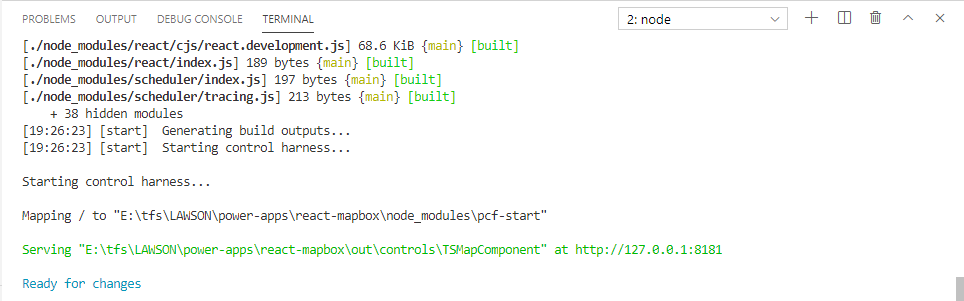 PROBLEMS OUTPUT DEBUG CONSOLE TERMINAL 2: node
[./node_modules/react/cjs/react.development.js] 68.6 KiB {main} [built]
[./node_modules/react/index.js] 189 bytes {main} [built]
[./node_modules/scheduler/index.js] 197 bytes {main} [built]
[./node_modules/scheduler/tracing.js] 213 bytes {main} [built]
+ 38 hidden modules
[19:26:23] [start] Generating build outputs...
[19:26:23] [start] Starting control harness...
Starting control harness...
Mapping / to "E:\tfs\LAWSON\power-apps\react-mapbox\node_modules\pcf-start"
Serving "E:\tfs\LAWSON\power-apps\react-mapbox\out\controls\TSMapComponent" at http://127.0.0.1:8181
Ready for changes